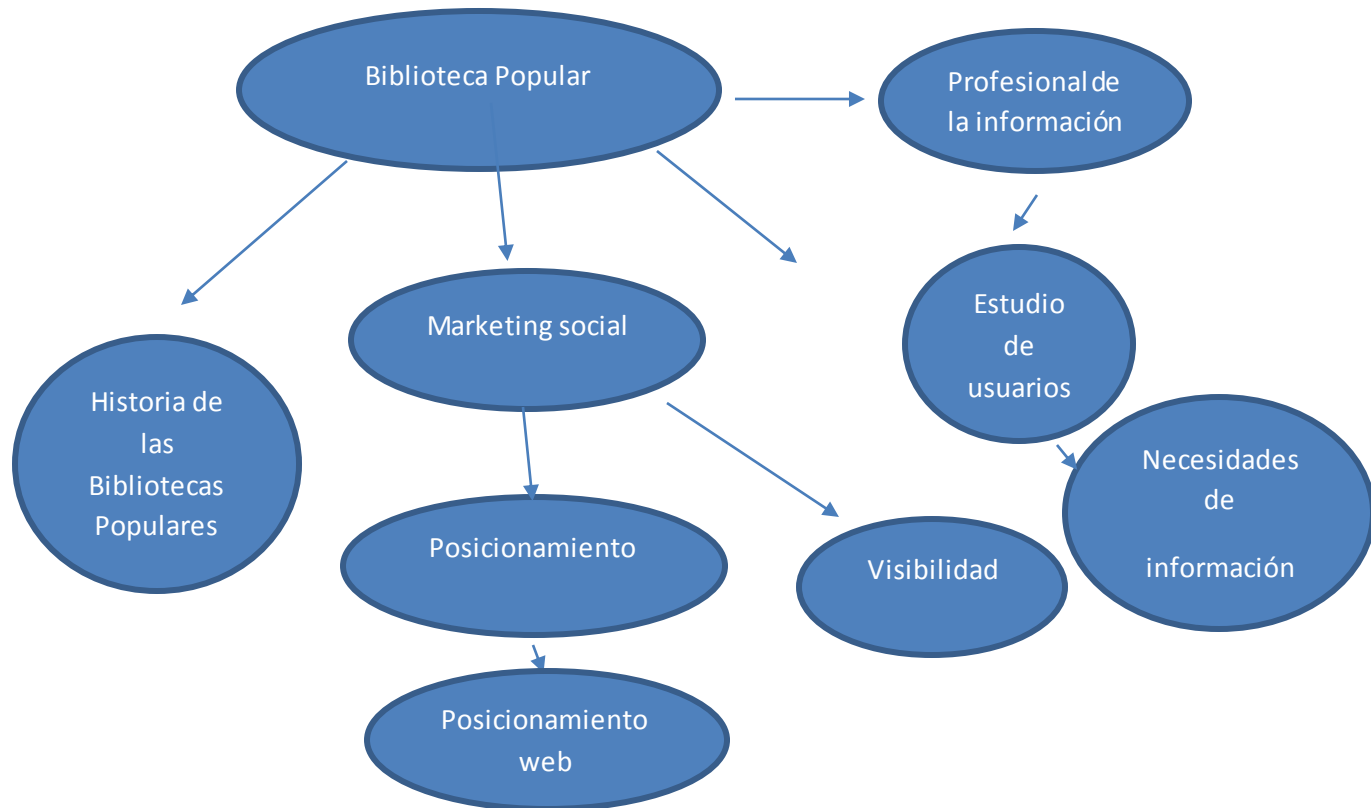 Biblioteca Popular
Profesional de
la información
Estudio
de
usuarios
Marketing social
Historia de
las
Bibliotecas
Populares
Necesidades
de
información
Posicionamiento
Visibilidad
Posicionamiento
web